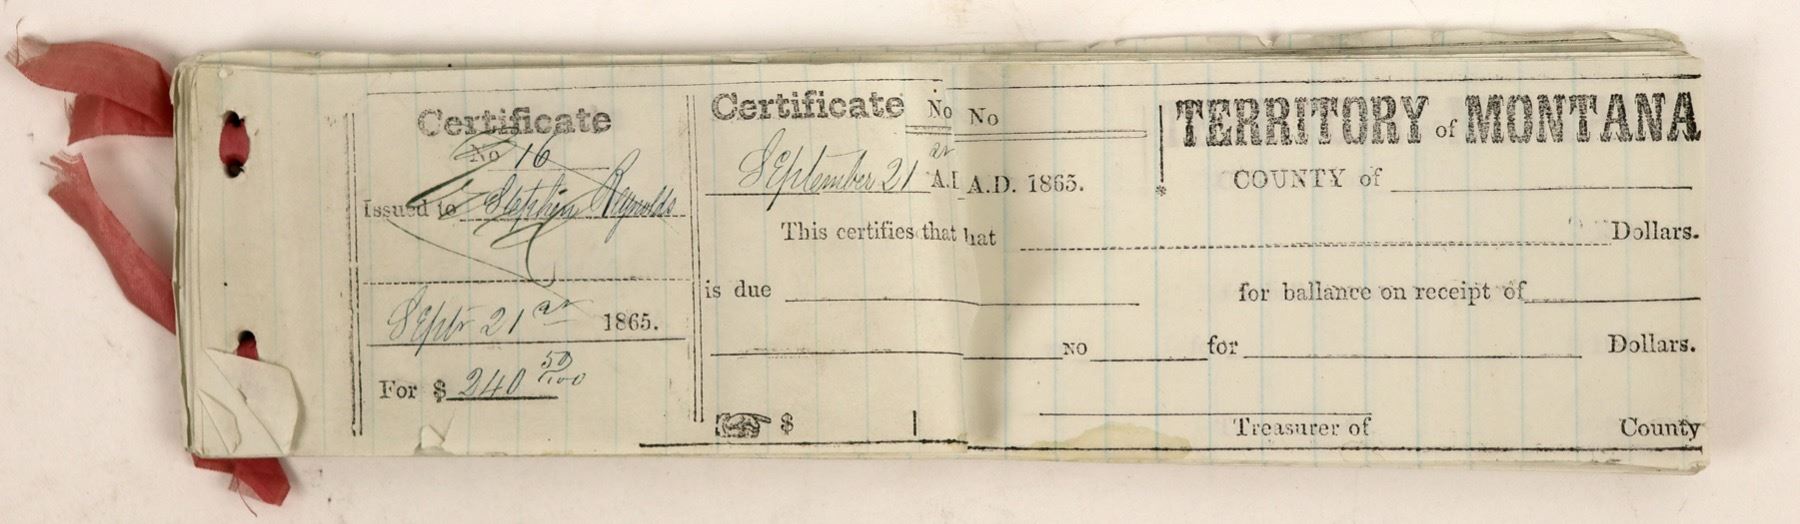 Certificate
No 16
Issued to Stephen Reynolds
Septr 21st 1865.
For $ 240 50/100
Certificate No
September 21st A.D
This certifies that
is due
$
No
A.D. 1865.
hat
TERRITORY of MONTANA
COUNTY of
Dollars.
for ballance on receipt of
NO for Dollars.
Treasurer of County